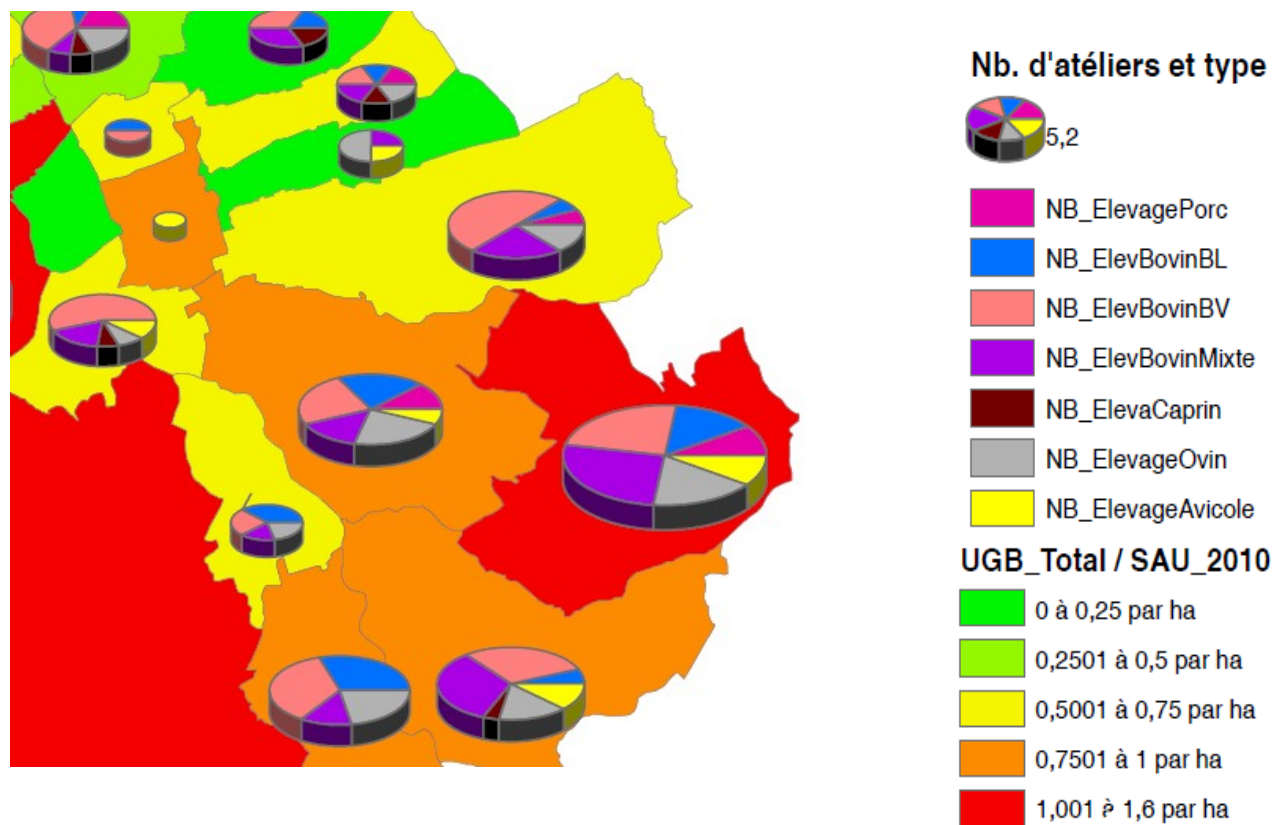 Nb. d'atéliers et type
5,2
NB_ElevagePorc
NB_ElevBovinBL
NB_ElevBovinBV
NB_ElevBovinMixte
NB_ElevaCaprin
NB_ElevageOvin
NB_ElevageAvicole
UGB_Total / SAU_2010
0 à 0,25 par ha
0,2501 à 0,5 par ha
0,5001 à 0,75 par ha
0,7501 à 1 par ha
1,001 à 1,6 par ha